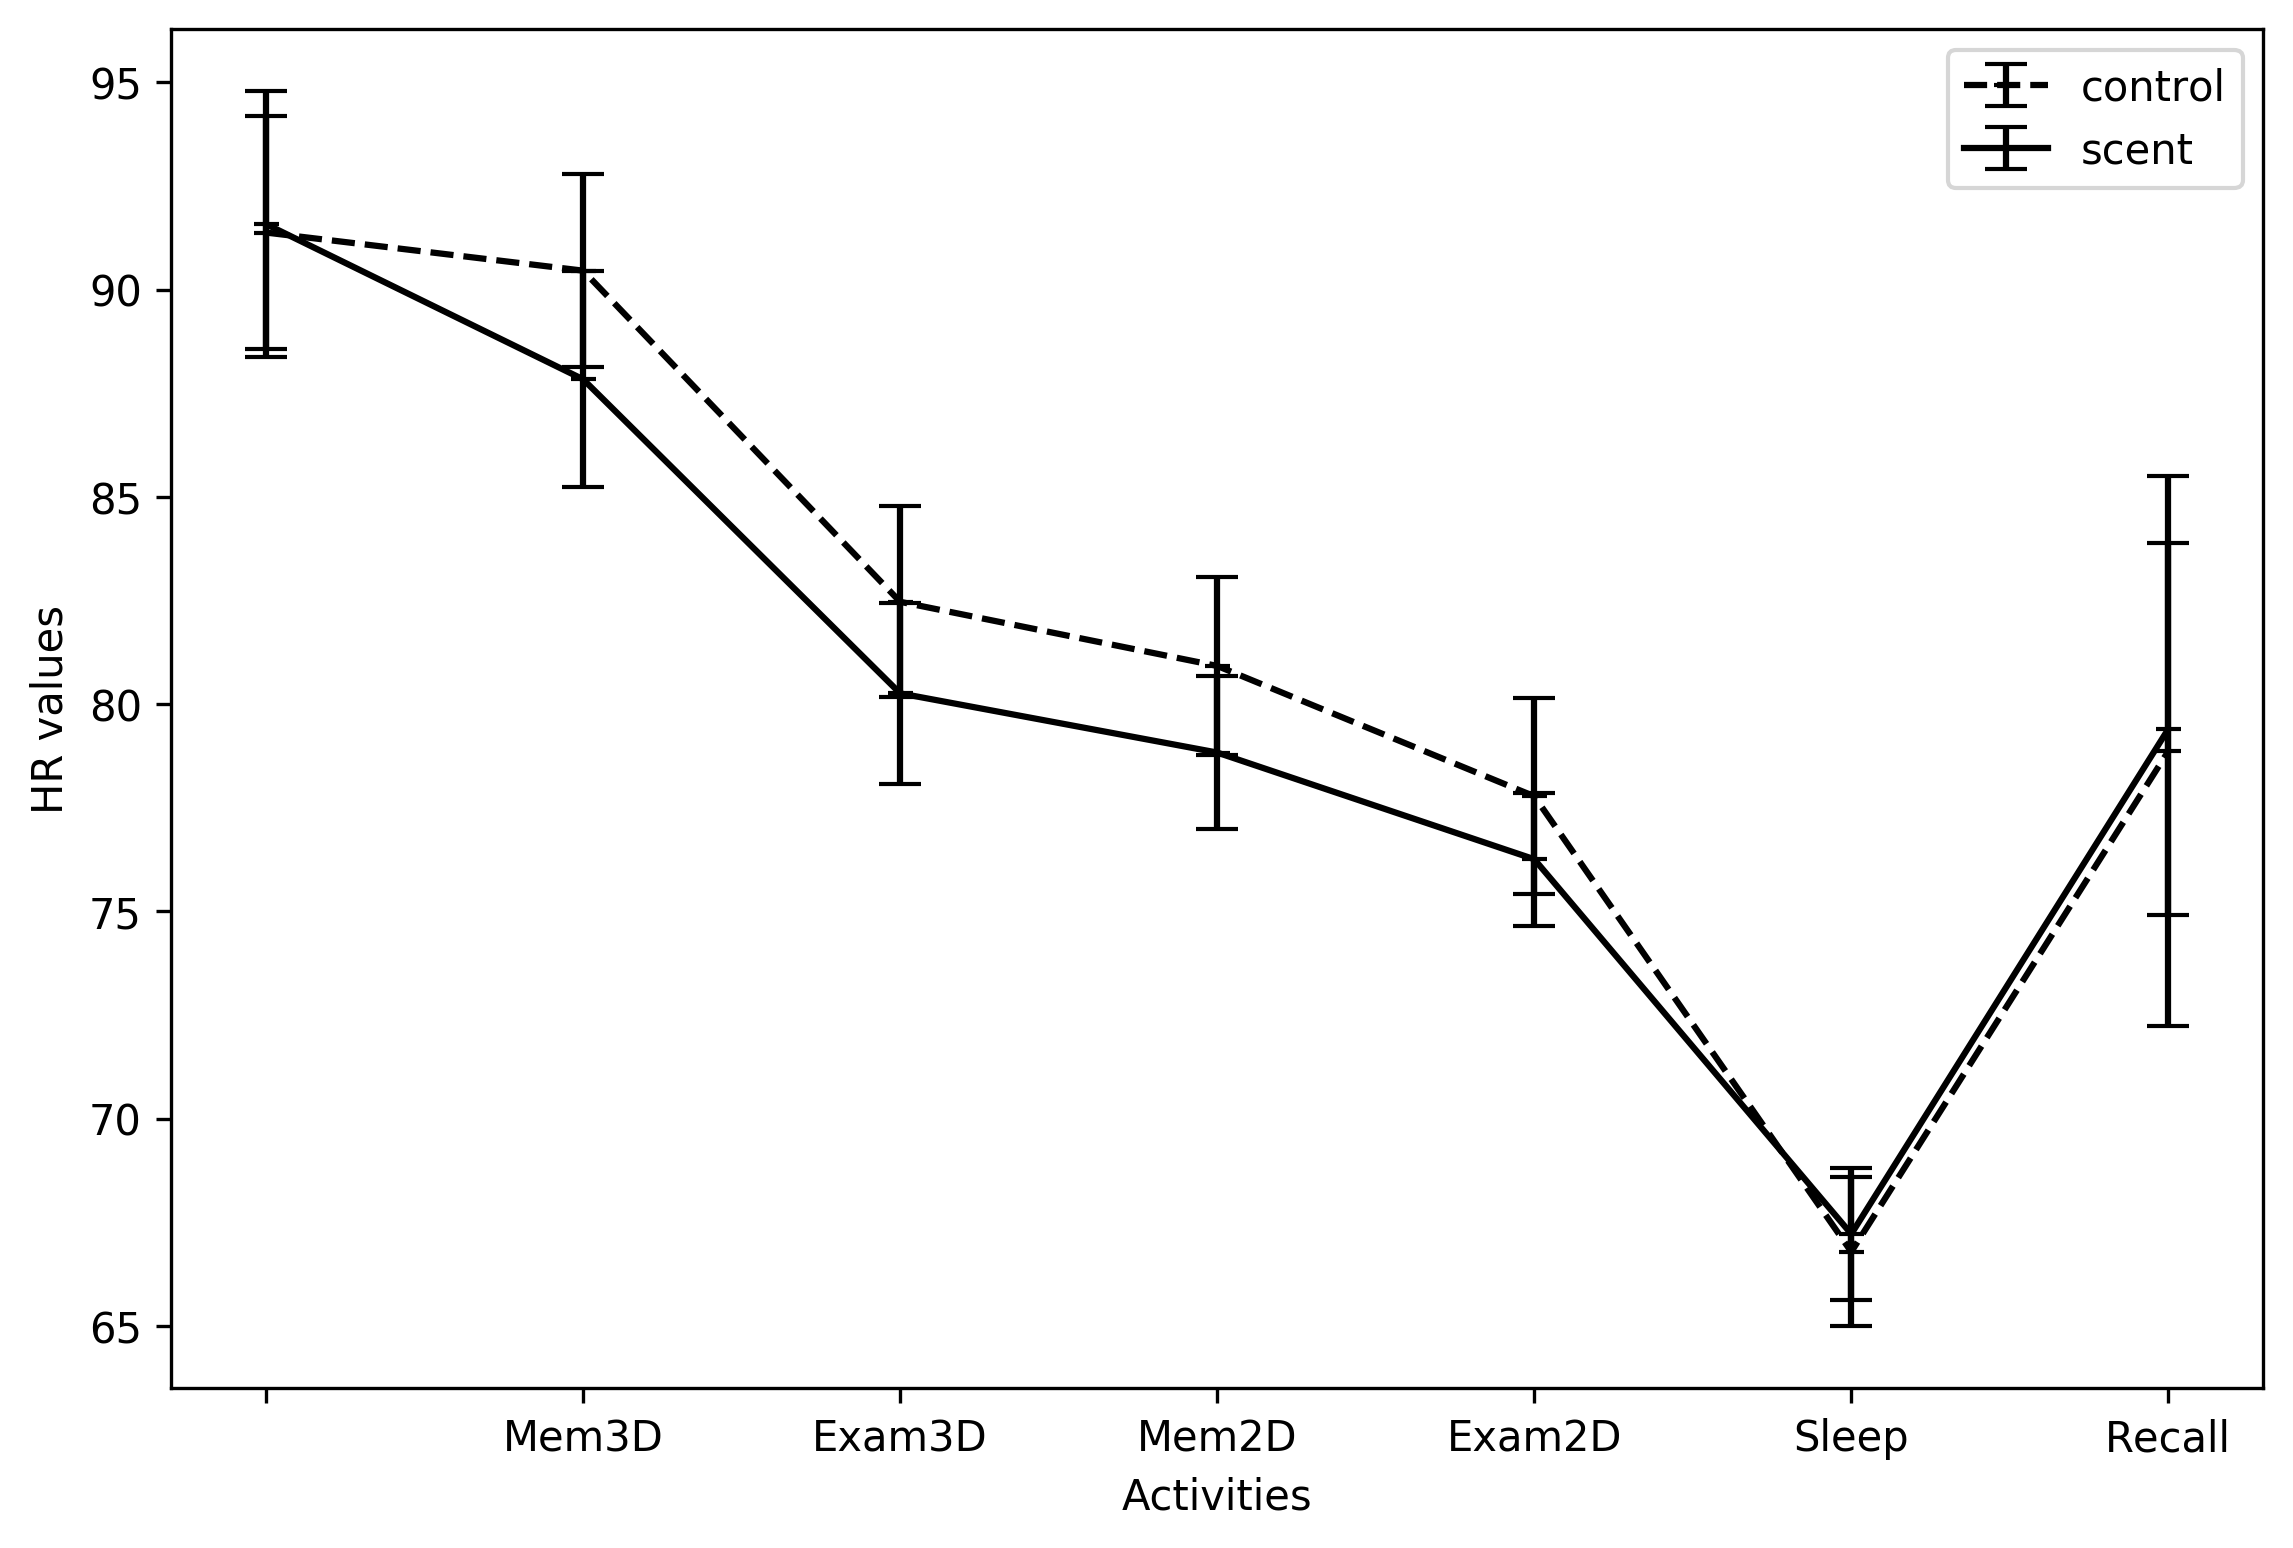 control
scent
95
90
85
80
75
70
65
HR values
Mem3D Exam3D Mem2D Exam2D Sleep Recall
Activities